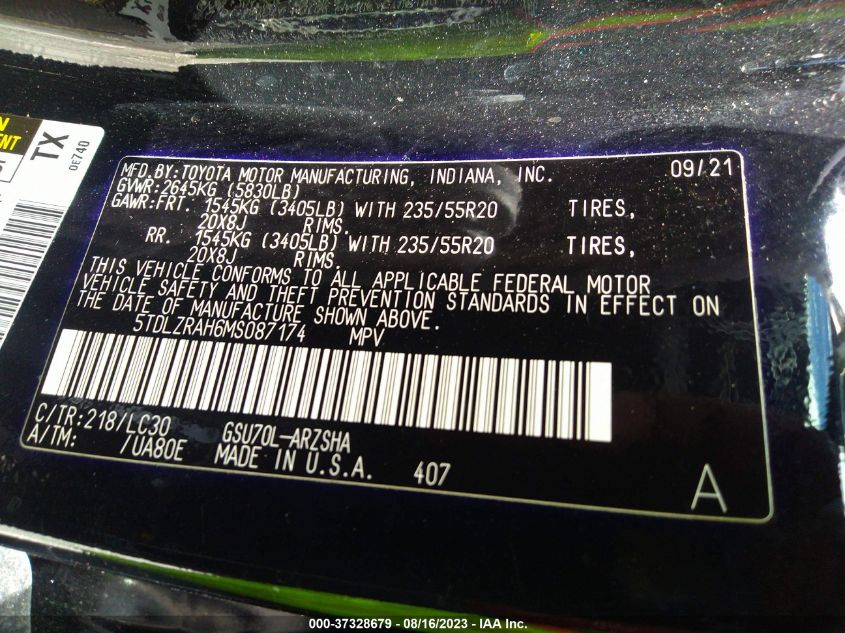 TX
0E740
MFD.BY:TOYOTA MOTOR MANUFACTURING, INDIANA, INC. 09/21
GVWR:2645KG (5830LB)
GAWR:FRT. 1545KG (3405LB) WITH 235/55R20 TIRES,
20X8J RIMS.
RR. 1545KG (3405LB) WITH 235/55R20 TIRES,
20X8J RIMS.
THIS VEHICLE CONFORMS TO ALL APPLICABLE FEDERAL MOTOR
VEHICLE SAFETY AND THEFT PREVENTION STANDARDS IN EFFECT ON
THE DATE OF MANUFACTURE SHOWN ABOVE.
5TDLZRAH6MS087174 MPV
C/TR:218/LC30 GSU70L-ARZSHA
A/TM: /UA80E MADE IN U.S.A. 407
A
000-37328679 - 08/16/2023 - IAA Inc.